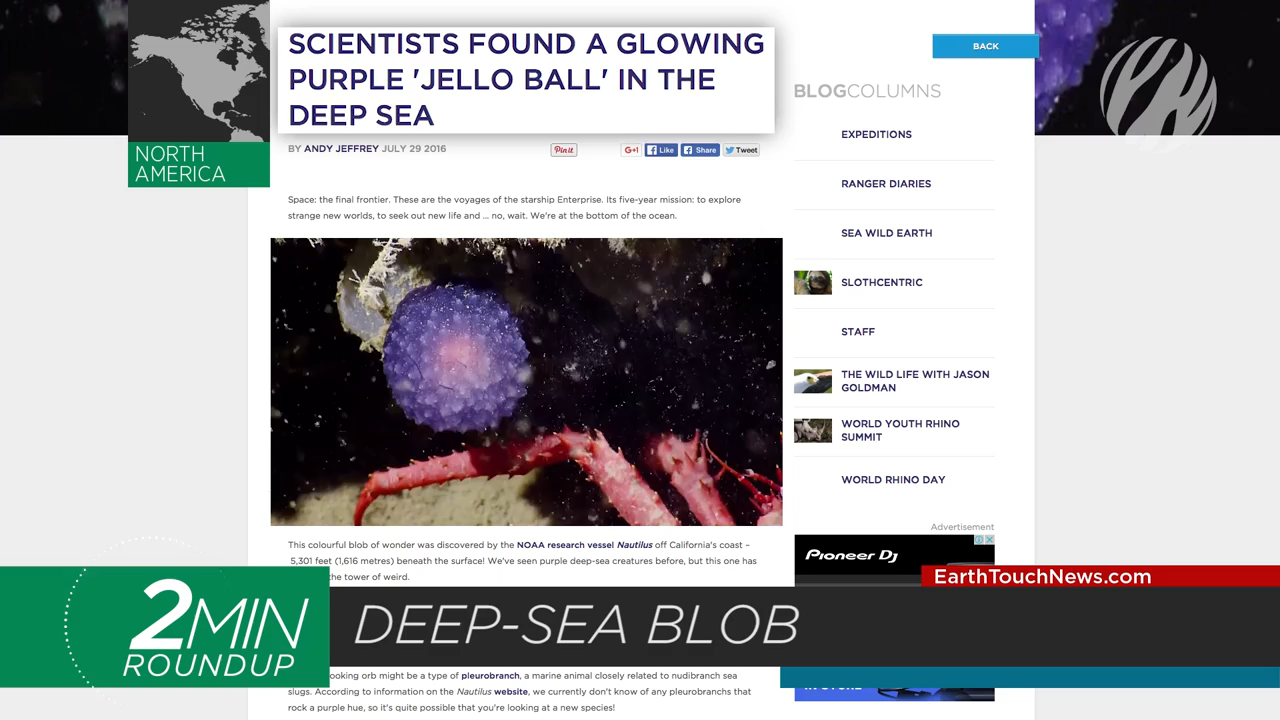 SCIENTISTS FOUND A GLOWING
PURPLE 'JELLO BALL' IN THE
DEEP SEA
BY ANDY JEFFREY JULY 29 2016
Pinit
G+1
Like
Share
Tweet
NORTH
AMERICA
Space: the final frontier. These are the voyages of the starship Enterprise. Its five-year mission: to explore
strange new worlds, to seek out new life and ... no, wait. We're at the bottom of the ocean.
This colourful blob of wonder was discovered by the NOAA research vessel Nautilus off California's coast –
5,301 feet (1,616 metres) beneath the surface! We've seen purple deep-sea creatures before, but this one has
the tower of weird.
ooking orb might be a type of pleurobranch, a marine animal closely related to nudibranch sea
slugs. According to information on the Nautilus website, we currently don't know of any pleurobranchs that
rock a purple hue, so it's quite possible that you're looking at a new species!
BACK
BLOGCOLUMNS
EXPEDITIONS
RANGER DIARIES
SEA WILD EARTH
SLOTHCENTRIC
STAFF
THE WILD LIFE WITH JASON
GOLDMAN
WORLD YOUTH RHINO
SUMMIT
WORLD RHINO DAY
Advertisement
Pioneer Dj
EarthTouchNews.com
2MIN
ROUNDUP
DEEP-SEA BLOB